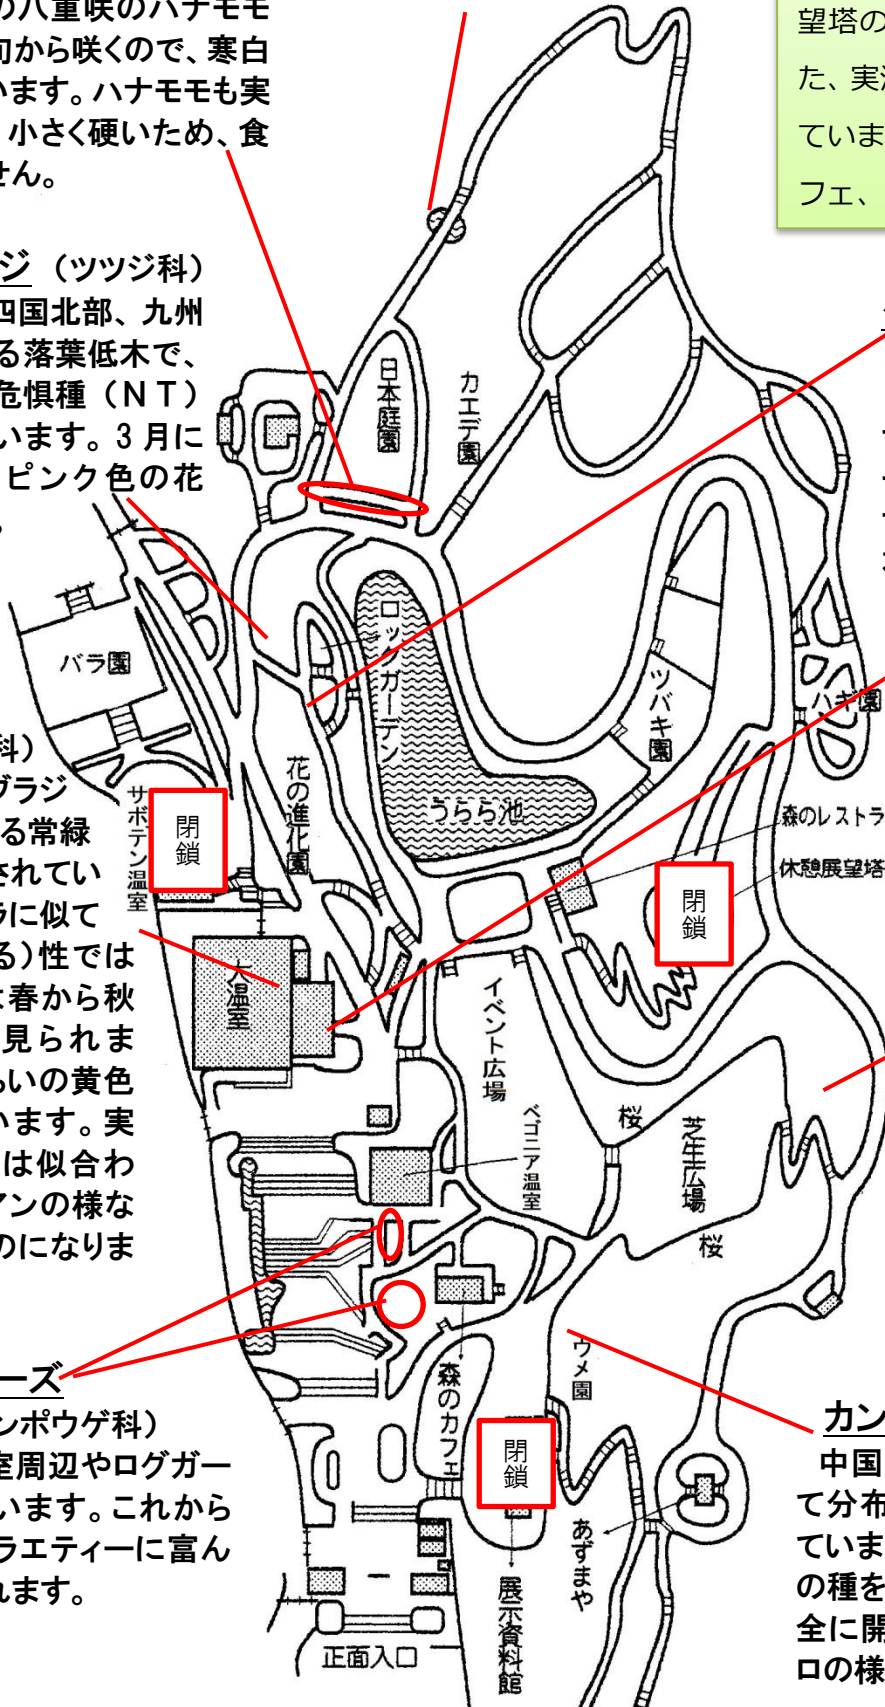 の八重咲のハナモモ
旬から咲くので、寒白
います。ハナモモも実
小さく硬いため、食
せん。
望塔の
た、実
ていま
フェ、
ジ（ツツジ科）
四国北部、九州
る落葉低木で、
危惧種（ＮＴ）
います。3月に
ピンク色の花
。
日本庭園
カエデ園
バラ園
ロックガーデン
ツバキ園
ハギ園
うらら池
花の進化園
サボテン温室
閉鎖
森のレストラ
休憩展望塔
閉鎖
科）
ブラジ
る常緑
されてい
ラに似て
る）性では
は春から秋
見られま
らいの黄色
います。実
は似合わ
アンの様な
のになりま
大温室
イベント広場
ベゴニア温室
桜
芝生広場
桜
ーズ
ンポウゲ科）
室周辺やログガー
います。これから
ラエティーに富ん
れます。
森のカフェ
ウメ園
閉鎖
あずまや
展示資料館
正面入口
カン
中国
て分布
ていま
の種を
全に開
ロの様